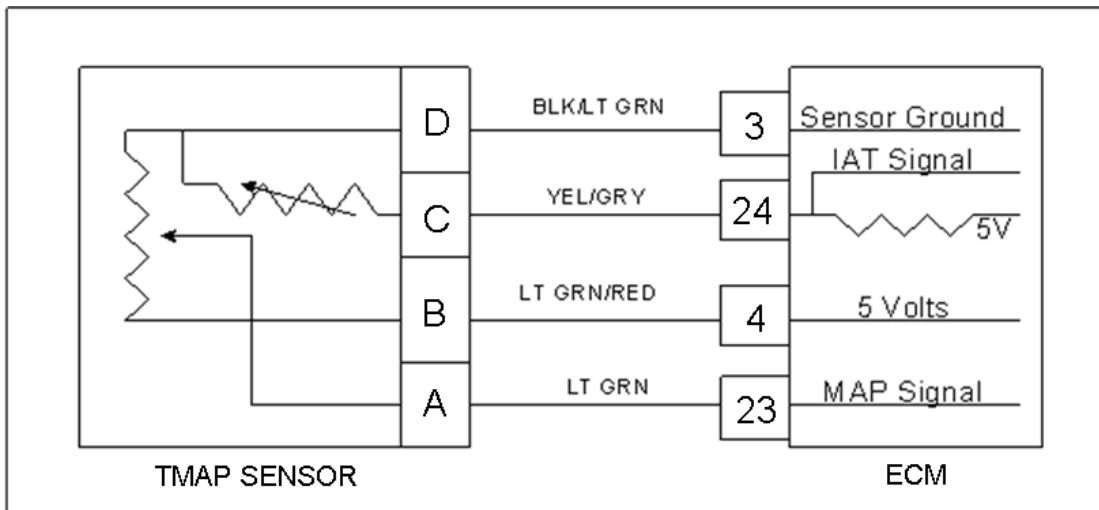 D
BLK/LT GRN
3
Sensor Ground
IAT Signal
C
YEL/GRY
24
5V
B
LT GRN/RED
4
5 Volts
A
LT GRN
23
MAP Signal
TMAP SENSOR
ECM